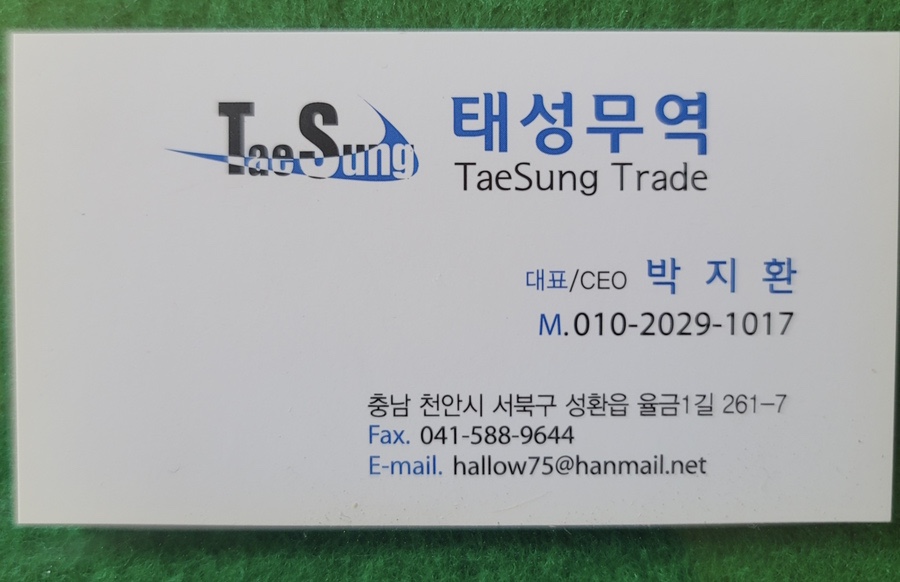 TaeSung
태성무역
TaeSung Trade
대표/CEO 박 지 환
M.010-2029-1017
충남 천안시 서북구 성환읍 율금1길 261-7
Fax. 041-588-9644
E-mail. hallow75@hanmail.net